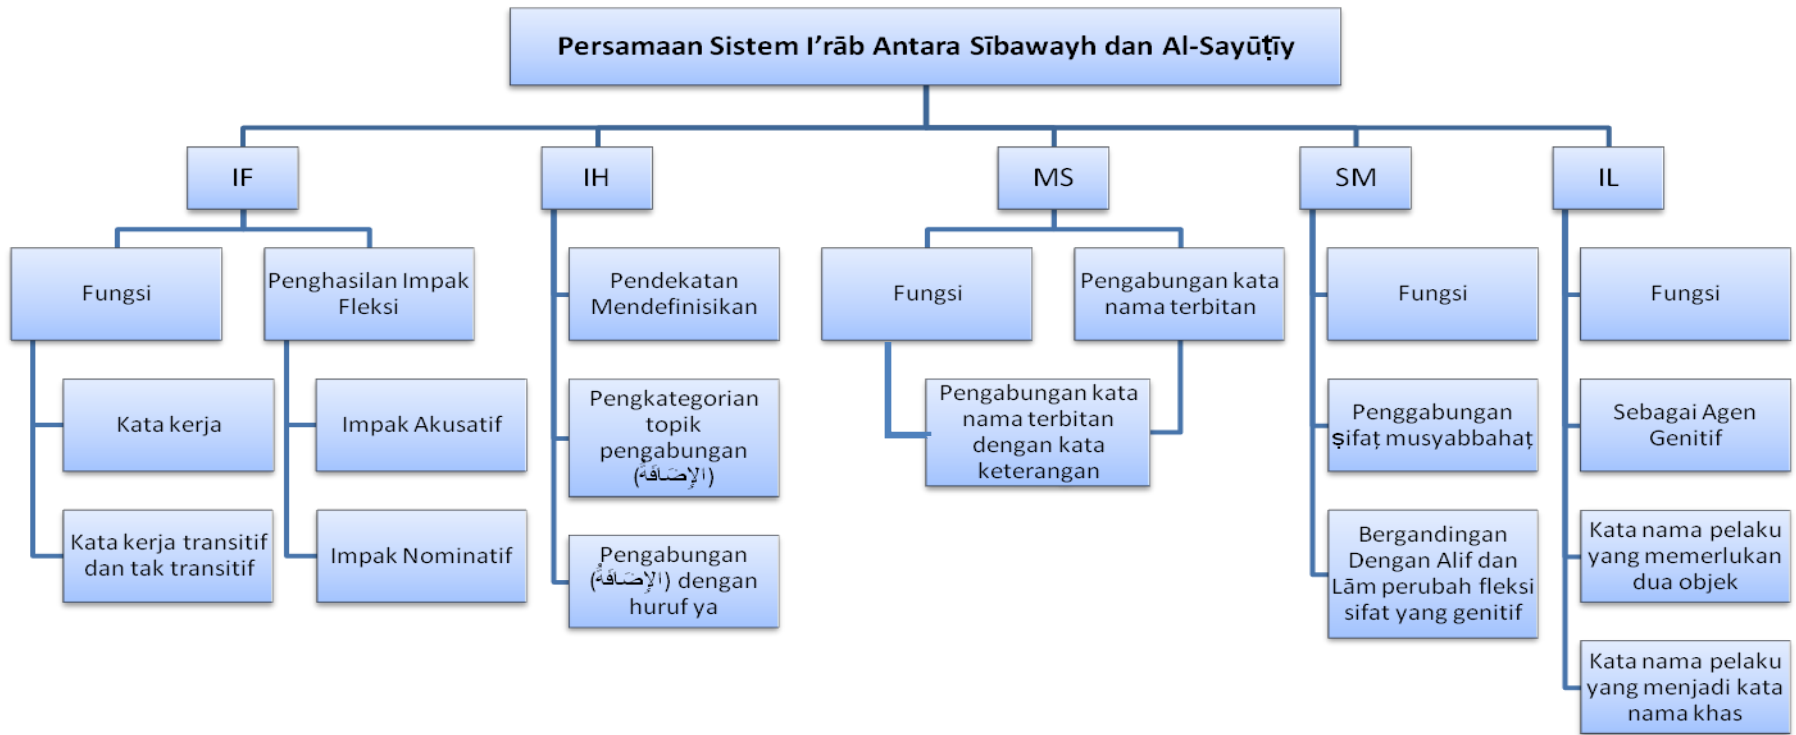 Persamaan Sistem I’rāb Antara Sībawayh dan Al-Sayūṭīy
IF
IH
MS
SM
IL
Fungsi
Penghasilan Impak
Fleksi
Kata kerja
Kata kerja transitif
dan tak transitif
Impak Akusatif
Impak Nominatif
Pendekatan
Mendefinisikan
Pengkategorian
topik
pengabungan
(الإِضَافَةُ)
Pengabungan
(الإِضَافَةُ) dengan
huruf ya
Fungsi
Pengabungan kata
nama terbitan
Pengabungan kata
nama terbitan
dengan kata
keterangan
Fungsi
Penggabungan
ṣifaṭ musyabbahaṭ
Bergandingan
Dengan Alif dan
Lām perubah fleksi
sifat yang genitif
Fungsi
Sebagai Agen
Genitif
Kata nama pelaku
yang memerlukan
dua objek
Kata nama pelaku
yang menjadi kata
nama khas